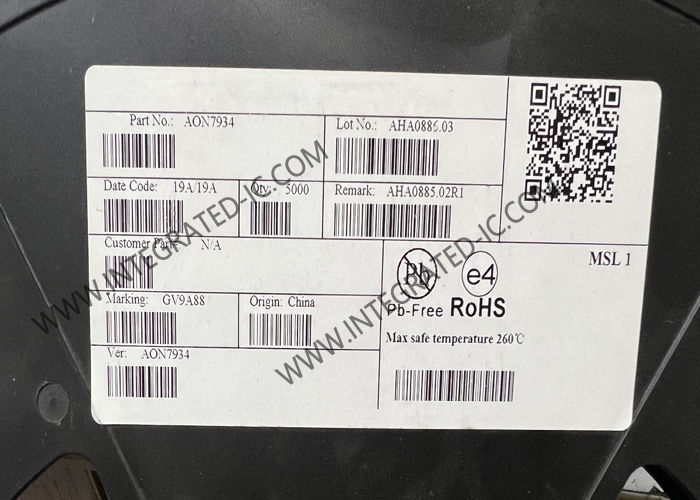 Part No.: AON7934
Lot No.: AHA0886.03
Date Code: 19A/19A
Qty: 5000
Remark: AHA0885.02R1
Customer Part: N/A
Pb
e4
MSL 1
Pb-Free RoHS
Marking: GV9A88
Origin: China
Max safe temperature 260℃
Ver: AON7934
WWW.INTEGRATED-IC.COM
WWW.INTEGRATED-IC.COM